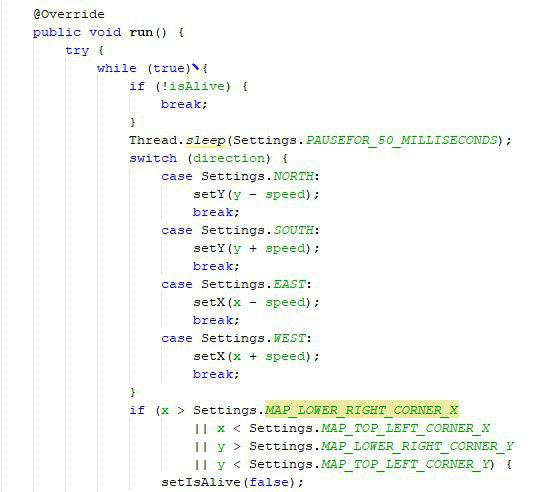 @Override
public void run() {
try {
while (true) {
if (!isAlive) {
break;
}
Thread.sleep(Settings.PAUSEFOR_50_MILLISECONDS);
switch (direction) {
case Settings.NORTH:
setY(y - speed);
break;
case Settings.SOUTH:
setY(y + speed);
break;
case Settings.EAST:
setX(x - speed);
break;
case Settings.WEST:
setX(x + speed);
break;
}
if (x > Settings.MAP_LOWER_RIGHT_CORNER_X
|| x < Settings.MAP_TOP_LEFT_CORNER_X
|| y > Settings.MAP_LOWER_RIGHT_CORNER_Y
|| y < Settings.MAP_TOP_LEFT_CORNER_Y) {
setIsAlive(false);